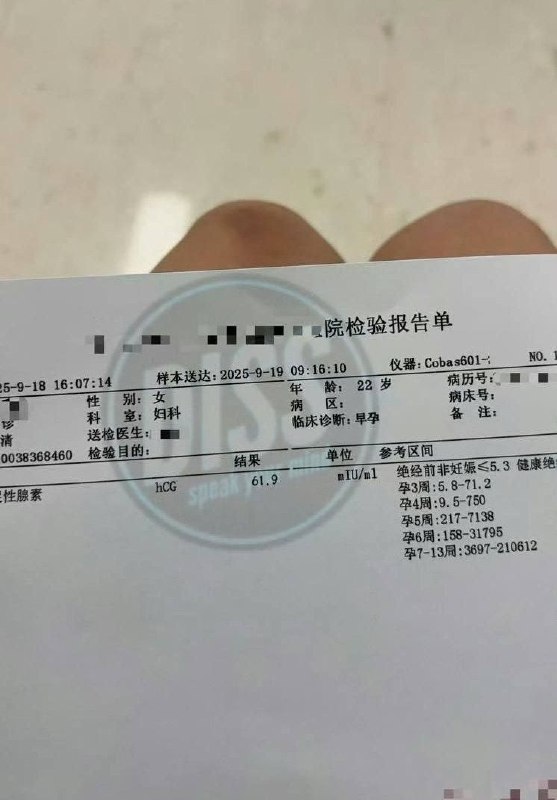 院检验报告单
25-9-18 16:07:14 样本送达:2025-9-19 09:16:10 仪器:Cobas601- NO.
性 别: 女 年 龄: 22 岁 病历号:
诊 科 室: 妇科 病 区: 病床号:
清 送检医生: 临床诊断: 早孕 备 注:
0038368460 检验目的:
结果 单位 参考区间
性腺素 hCG 61.9 mIU/ml 绝经前非妊娠≤5.3 健康绝
孕3周:5.8-71.2
孕4周:9.5-750
孕5周:217-7138
孕6周:158-31795
孕7-13周:3697-210612
DISS
speak your mind